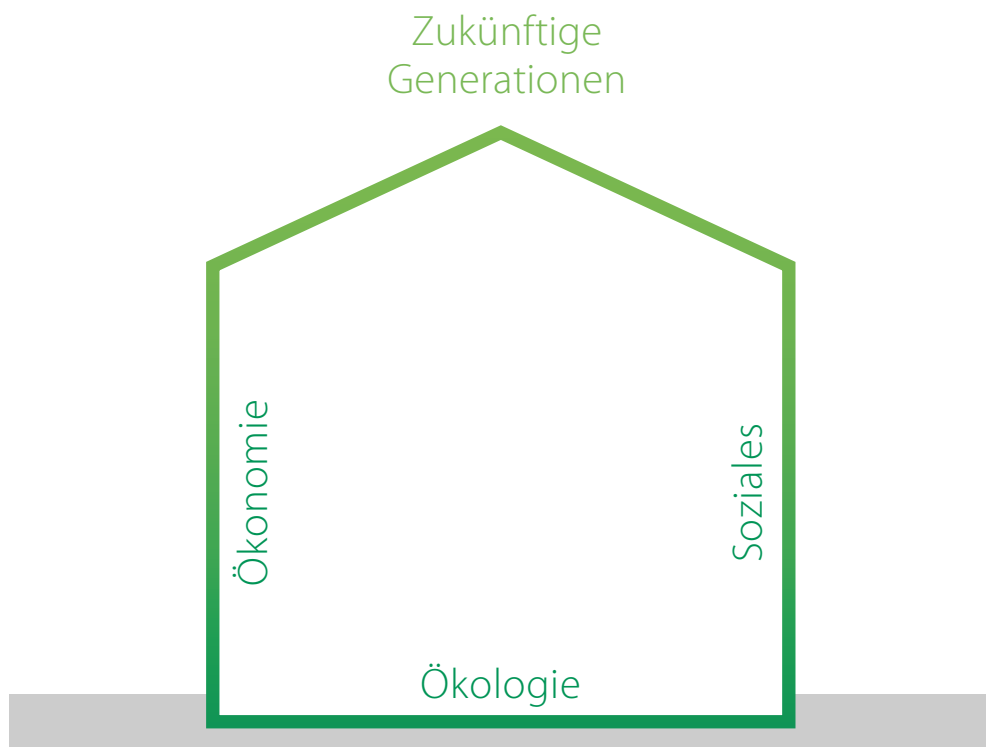 Zukünftige
Generationen
Ökonomie
Soziales
Ökologie